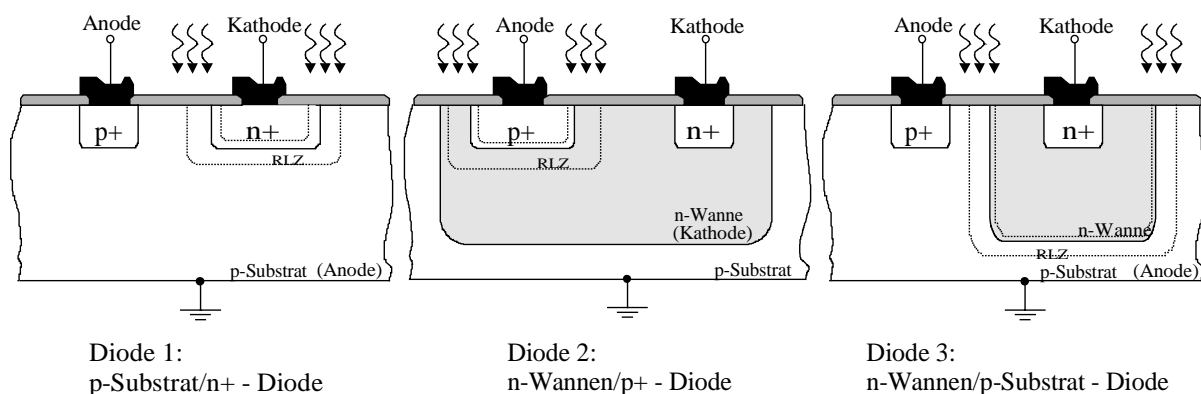 Anode
Kathode
p+
n+
RLZ
p-Substrat (Anode)
Diode 1:
p-Substrat/n+ - Diode
Anode
Kathode
p+
n+
RLZ
n-Wanne
(Kathode)
p-Substrat
Diode 2:
n-Wannen/p+ - Diode
Anode
Kathode
p+
n+
n-Wanne
RLZ
p-Substrat (Anode)
Diode 3:
n-Wannen/p-Substrat - Diode